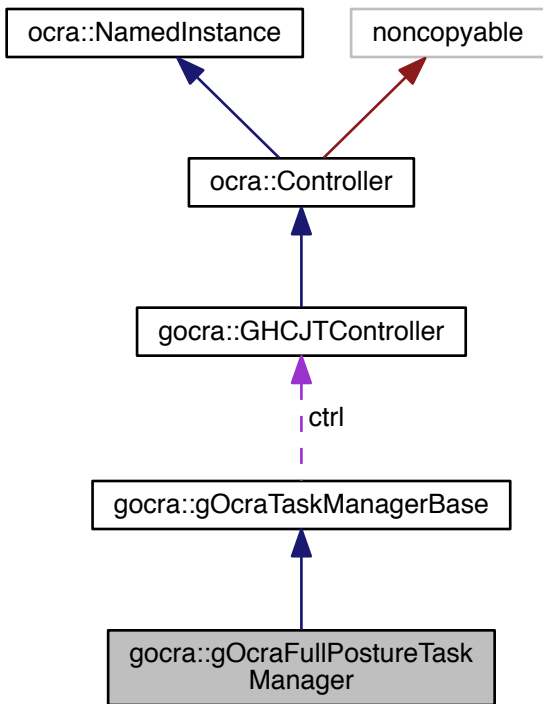 ocra::NamedInstance
noncopyable
ocra::Controller
gocra::GHCJTController
ctrl
gocra::gOcraTaskManagerBase
gocra::gOcraFullPostureTask
Manager